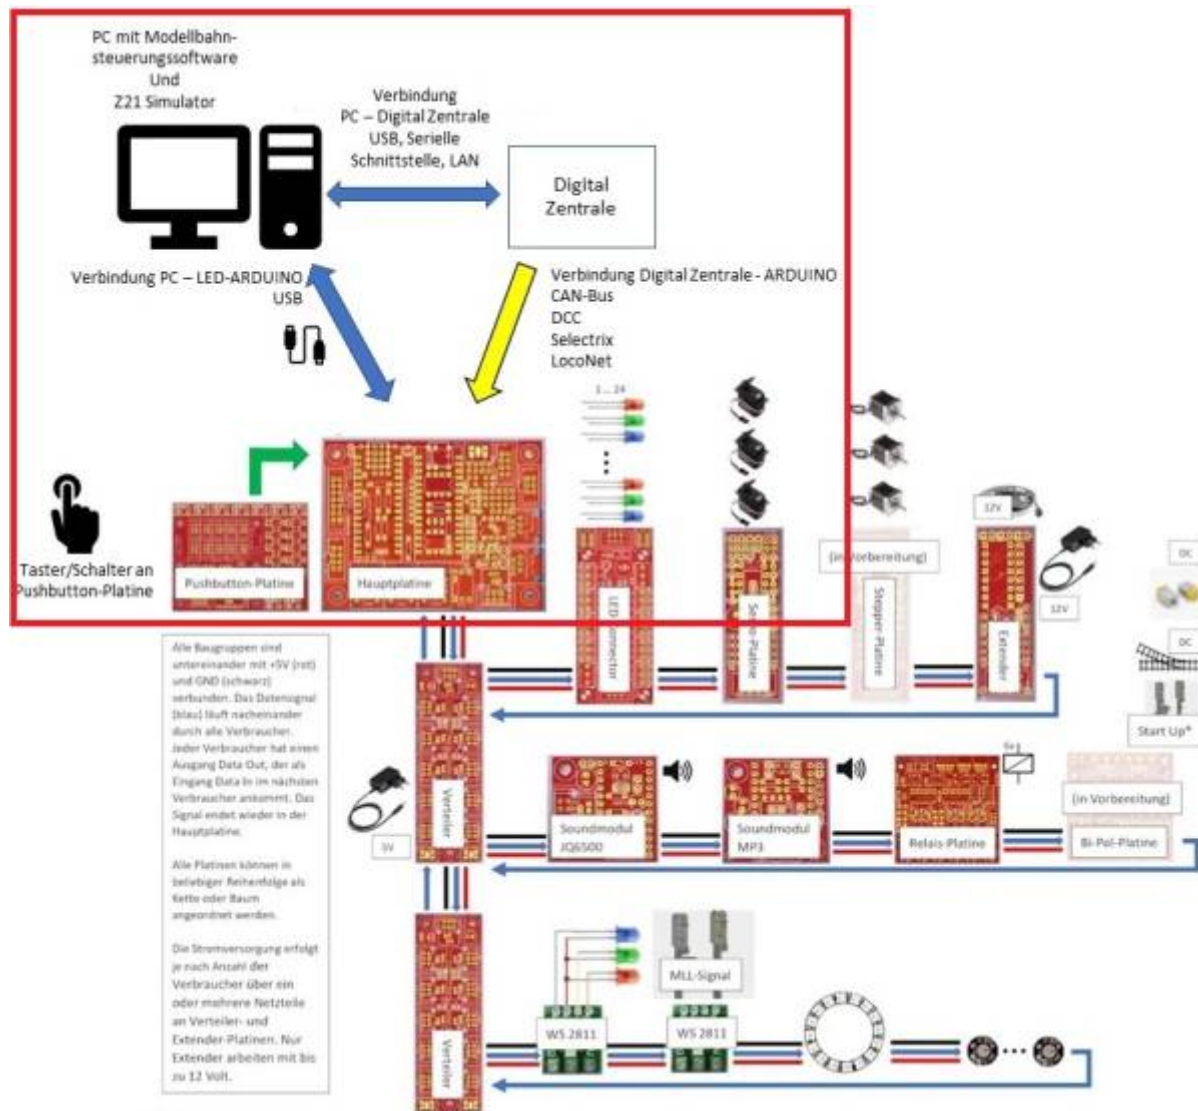 PC mit Modellbahn-
steuerungssoftware
Und
Z21 Simulator
Verbindung
PC – Digital Zentrale
USB, Serielle
Schnittstelle, LAN
Digital
Zentrale
Verbindung PC – LED-ARDUINO
USB
Verbindung Digital Zentrale - ARDUINO
CAN-Bus
DCC
Selectrix
LocoNet
1 ... 24
Taster/Schalter an
Pushbutton-Platine
Pushbutton-Platine
Hauptplatine
LED-Connector
Servo-Platine
(in Vorbereitung)
Stepper-Platine
12V
Extender
12V
DC
DC
Start Up*
Alle Baugruppen sind
untereinander mit +5V (rot)
und GND (schwarz)
verbunden. Das Datensignal
(blau) läuft nacheinander
durch alle Verbraucher.
Jeder Verbraucher hat einen
Ausgang Data Out, der als
Eingang Data In im nächsten
Verbraucher ankommt. Das
Signal endet wieder in der
Hauptplatine.
Alle Platinen können in
beliebiger Reihenfolge als
Kette oder Baum
angeordnet werden.
Die Stromversorgung erfolgt
je nach Anzahl der
Verbraucher über ein
oder mehrere Netzteile
an Verteiler- und
Extender-Platinen. Nur
Extender arbeiten mit bis
zu 12 Volt.
Verteiler
5V
Soundmodul
JQ6500
Soundmodul
MP3
Relais-Platine
(in Vorbereitung)
Bi-Pol-Platine
Verteiler
WS 2811
MLL-Signal
WS 2811